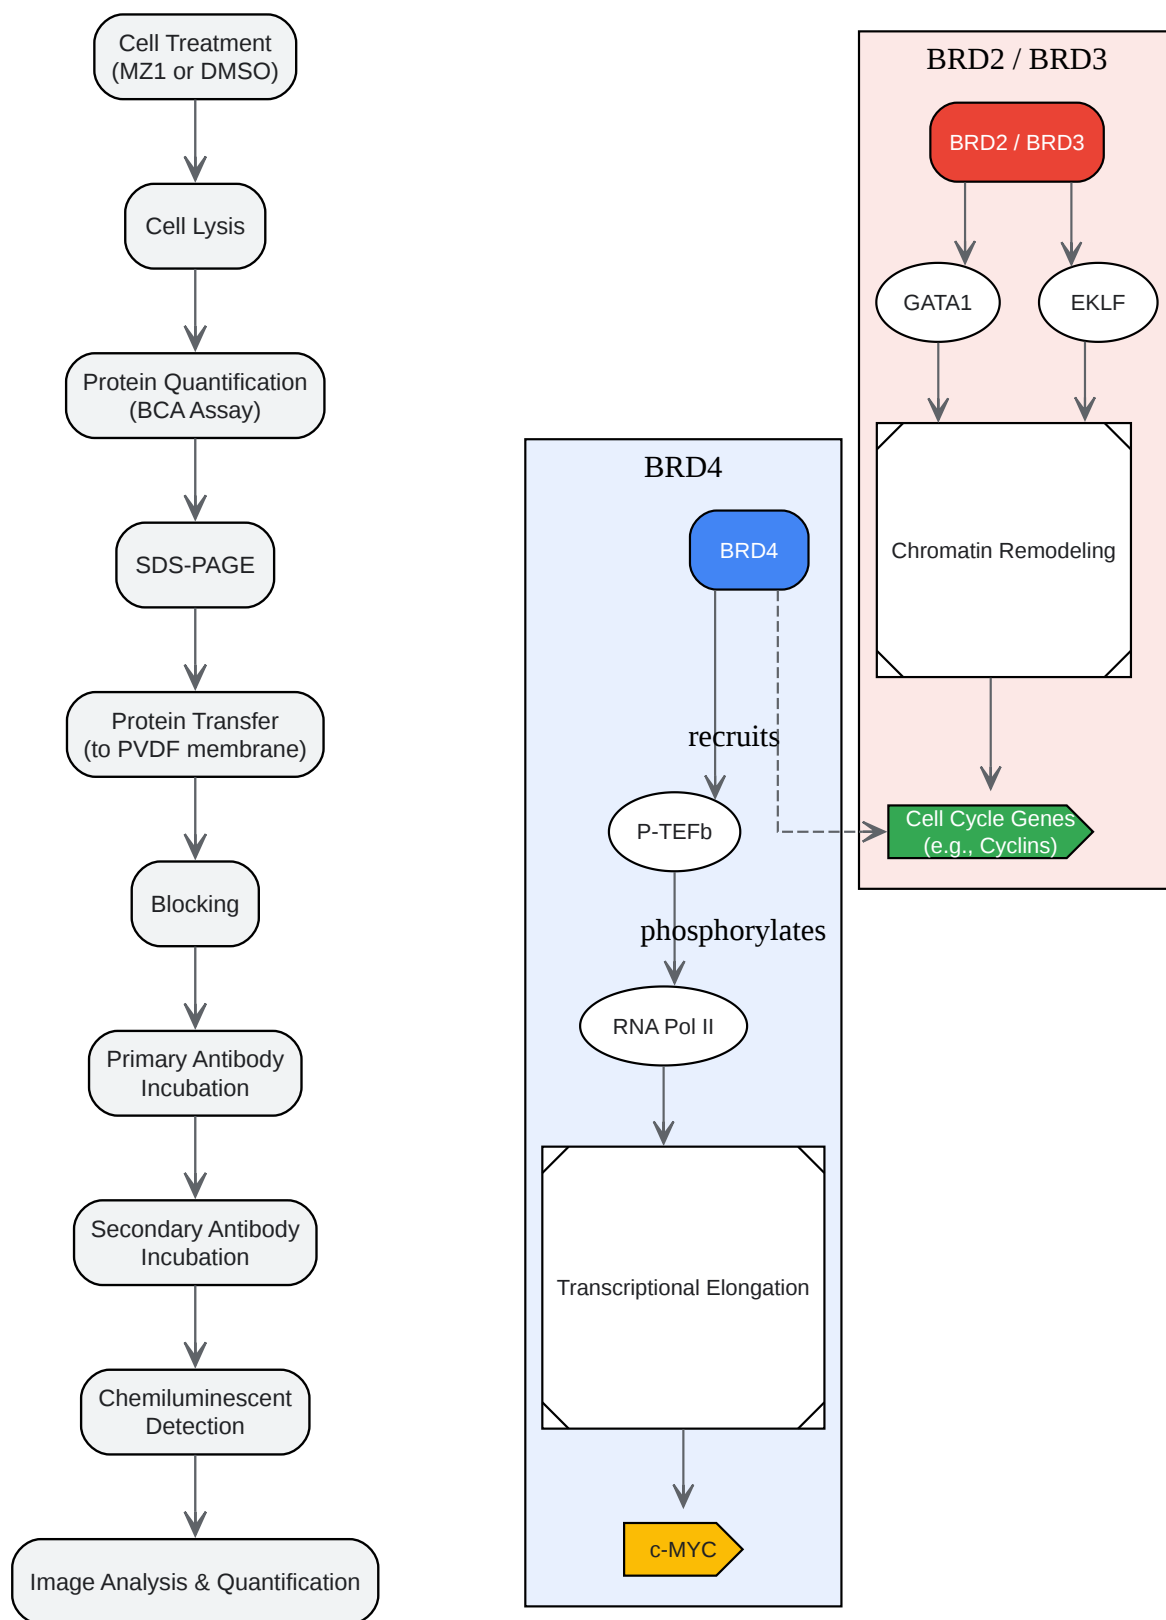 Cell Treatment
(MZ1 or DMSO)
Cell Lysis
Protein Quantification
(BCA Assay)
SDS-PAGE
Protein Transfer
(to PVDF membrane)
Blocking
Primary Antibody
Incubation
Secondary Antibody
Incubation
Chemiluminescent
Detection
Image Analysis & Quantification
BRD4
BRD4
recruits
P-TEFb
phosphorylates
RNA Pol II
Transcriptional Elongation
c-MYC
BRD2 / BRD3
BRD2 / BRD3
GATA1
EKLF
Chromatin Remodeling
Cell Cycle Genes
(e.g., Cyclins)